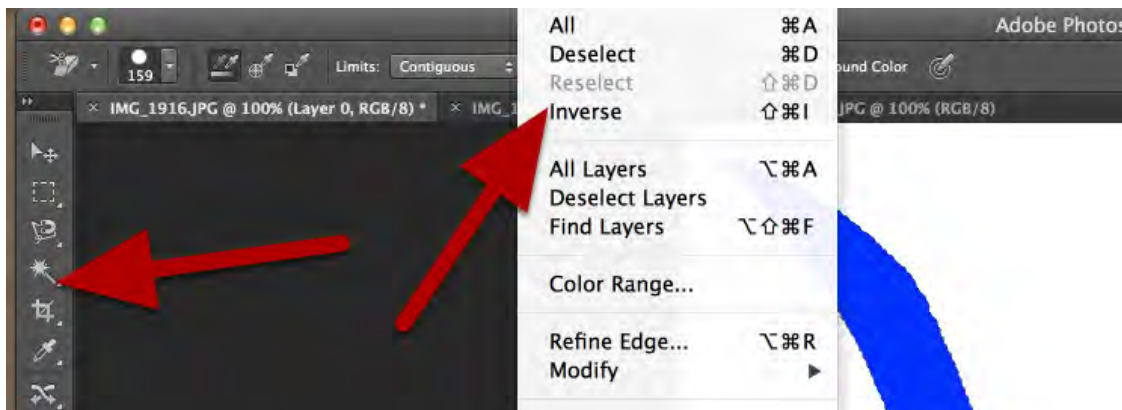 Adobe Photos
159
Limits: Contiguous
und Color
× IMG_1916.JPG @ 100% (Layer 0, RGB/8) *
× IMG_1
JPG @ 100% (RGB/8)
All ⌘A
Deselect ⌘D
Reselect ⇧⌘D
Inverse ⇧⌘I
All Layers ⌥⌘A
Deselect Layers
Find Layers ⌥⇧⌘F
Color Range...
Refine Edge... ⌥⌘R
Modify ▶